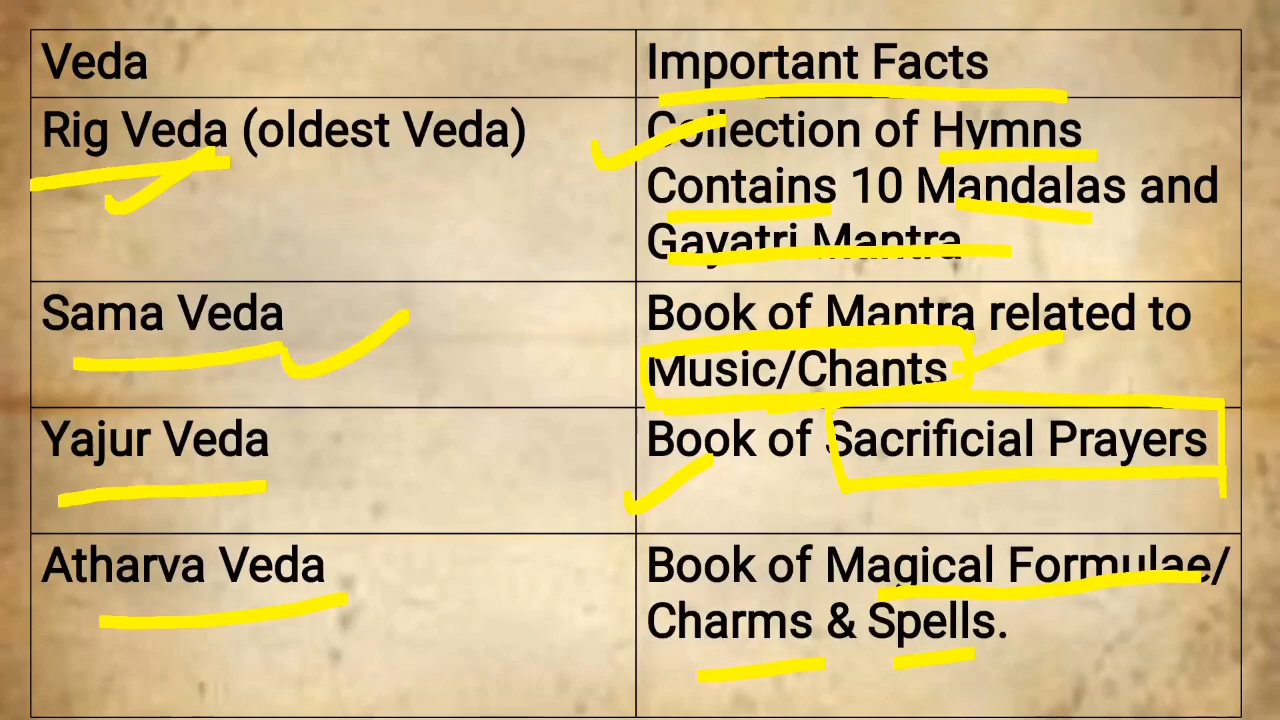 Veda
Important Facts
Rig Veda (oldest Veda)
Collection of Hymns
Contains 10 Mandalas and
Gayatri Mantra
Sama Veda
Book of Mantra related to
Music/Chants
Yajur Veda
Book of Sacrificial Prayers
Atharva Veda
Book of Magical Formulae/
Charms & Spells.